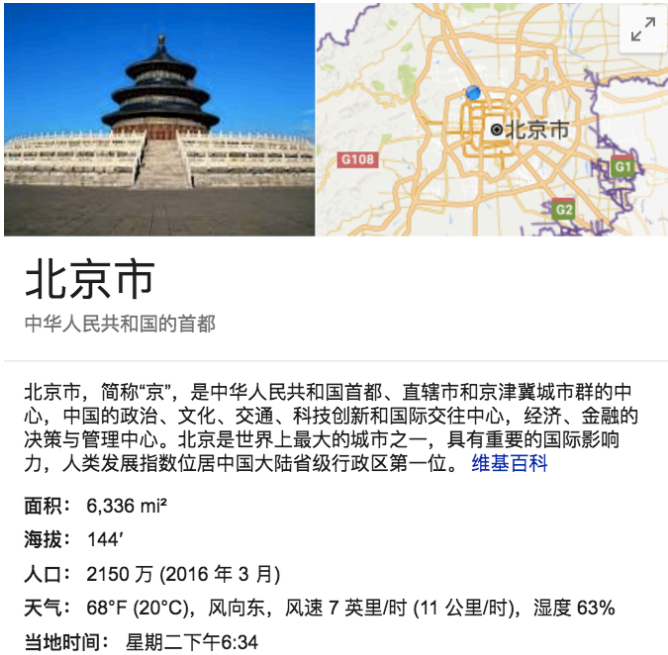 北京市
G108
G1
G2
北京市
中华人民共和国的首都
北京市，简称“京”，是中华人民共和国首都、直辖市和京津冀城市群的中
心，中国的政治、文化、交通、科技创新和国际交往中心，经济、金融的
决策与管理中心。北京是世界上最大的城市之一，具有重要的国际影响
力，人类发展指数位居中国大陆省级行政区第一位。 维基百科
面积： 6,336 mi²
海拔： 144′
人口： 2150 万 (2016 年 3 月)
天气： 68°F (20°C)，风向东，风速 7 英里/时 (11 公里/时)，湿度 63%
当地时间： 星期二下午6:34